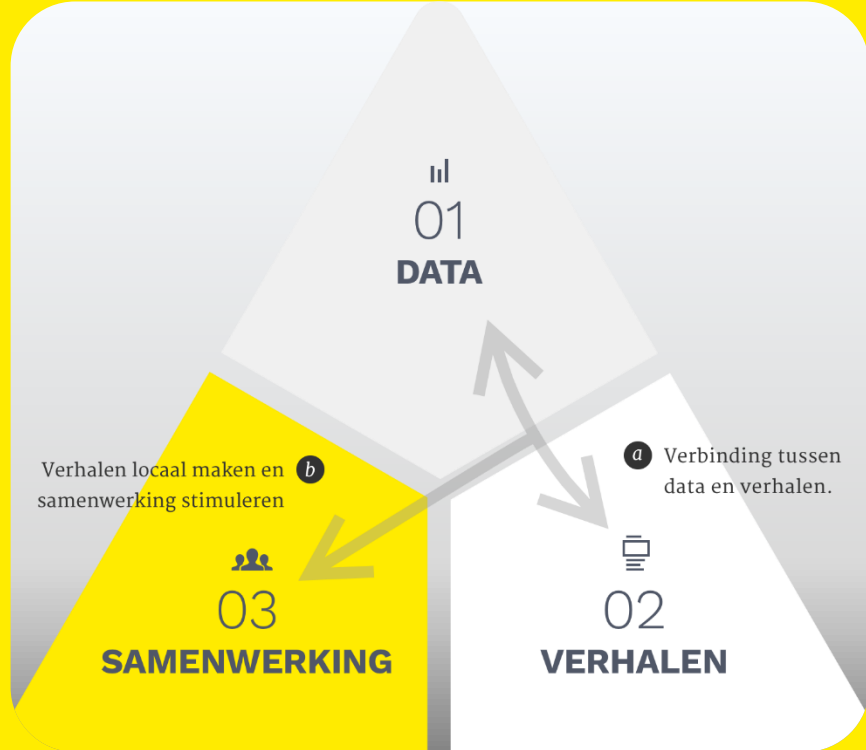 01
DATA
a Verbinding tussen
data en verhalen.
Verhalen locaal maken en b
samenwerking stimuleren
03
SAMENWERKING
02
VERHALEN